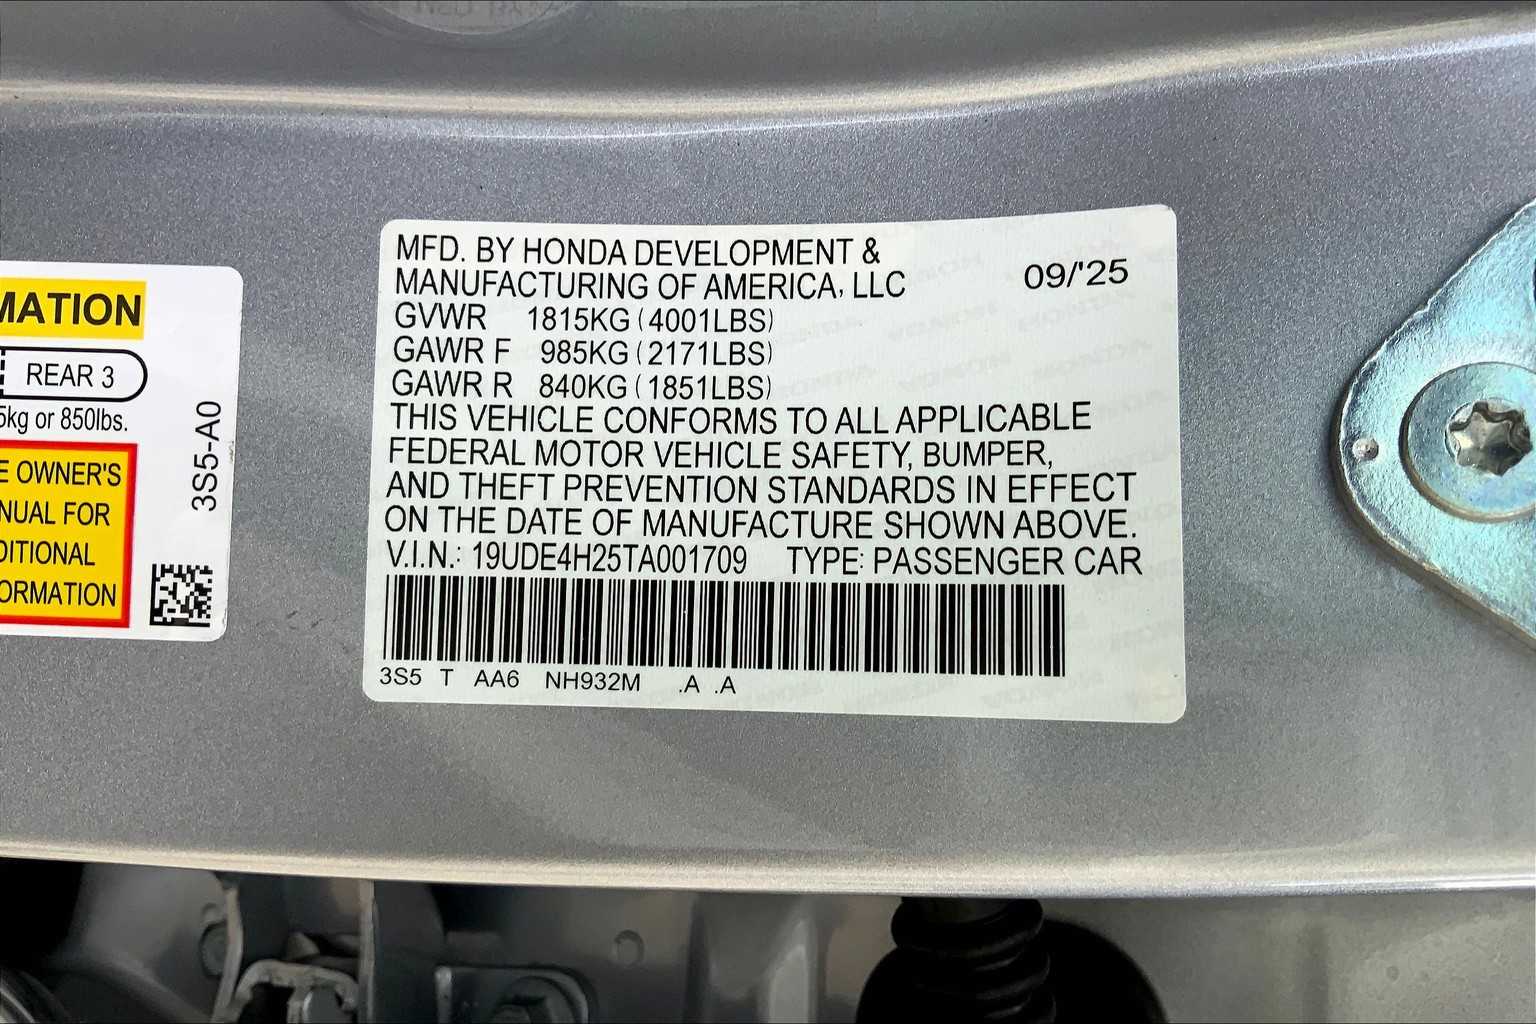 MATION
REAR 3
5kg or 850lbs.
E OWNER'S
NUAL FOR
DITIONAL
ORMATION
3S5-A0
MFD. BY HONDA DEVELOPMENT &
MANUFACTURING OF AMERICA, LLC 09/'25
GVWR 1815KG (4001LBS)
GAWR F 985KG (2171LBS)
GAWR R 840KG (1851LBS)
THIS VEHICLE CONFORMS TO ALL APPLICABLE
FEDERAL MOTOR VEHICLE SAFETY, BUMPER,
AND THEFT PREVENTION STANDARDS IN EFFECT
ON THE DATE OF MANUFACTURE SHOWN ABOVE.
V.I.N.: 19UDE4H25TA001709 TYPE: PASSENGER CAR
3S5 T AA6 NH932M .A .A